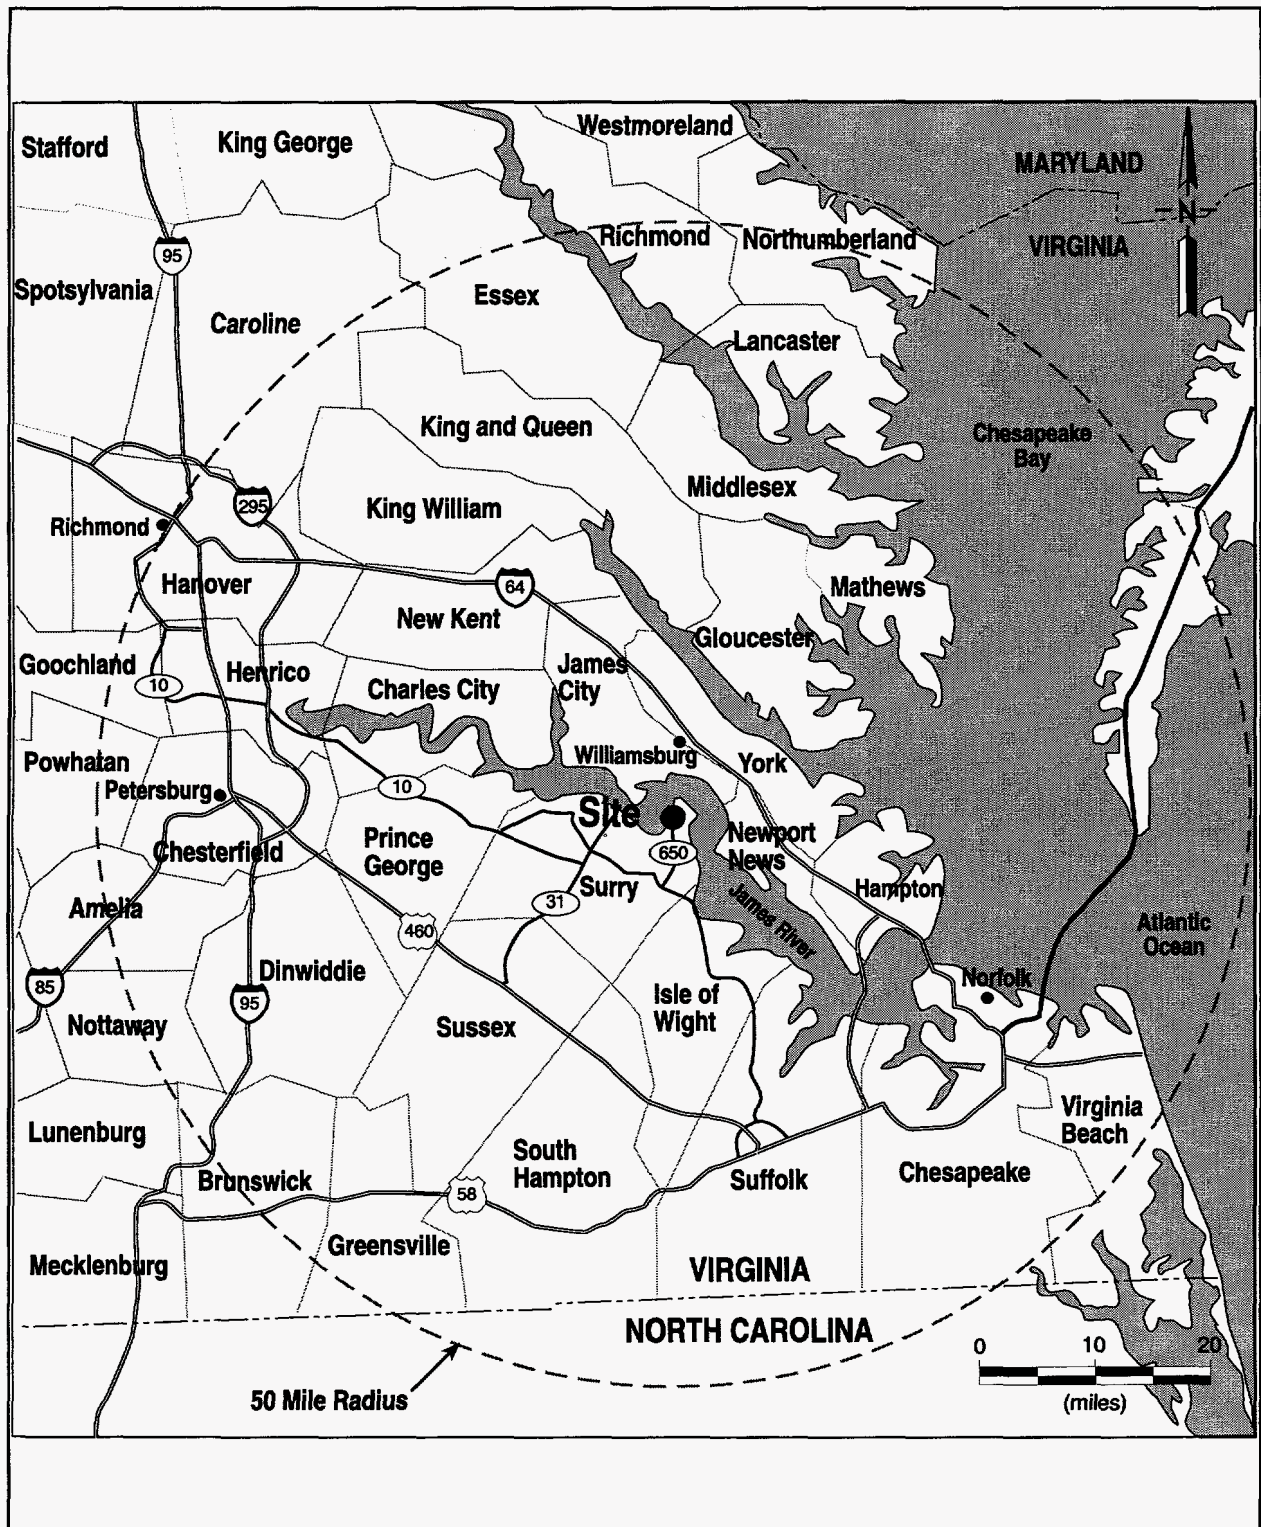 Westmoreland
Stafford
King George
MARYLAND
N
Richmond
Northumberland
VIRGINIA
95
Spotsylvania
Essex
Caroline
Lancaster
King and Queen
Chesapeake
Bay
Middlesex
295
King William
Richmond
Hanover
64
Mathews
New Kent
Gloucester
Goochland
Henrico
James
City
10
Charles City
Williamsburg
York
Powhatan
Petersburg
10
Site
Newport
News
Prince
George
Chesterfield
650
Surry
Hampton
31
James River
Amelia
460
Atlantic
Ocean
Dinwiddie
Norfolk
85
95
Isle of
Wight
Nottaway
Sussex
Virginia
Beach
Lunenburg
South
Hampton
Suffolk
Chesapeake
Brunswick
58
Greensville
Mecklenburg
VIRGINIA
NORTH CAROLINA
0 10 20
(miles)
50 Mile Radius